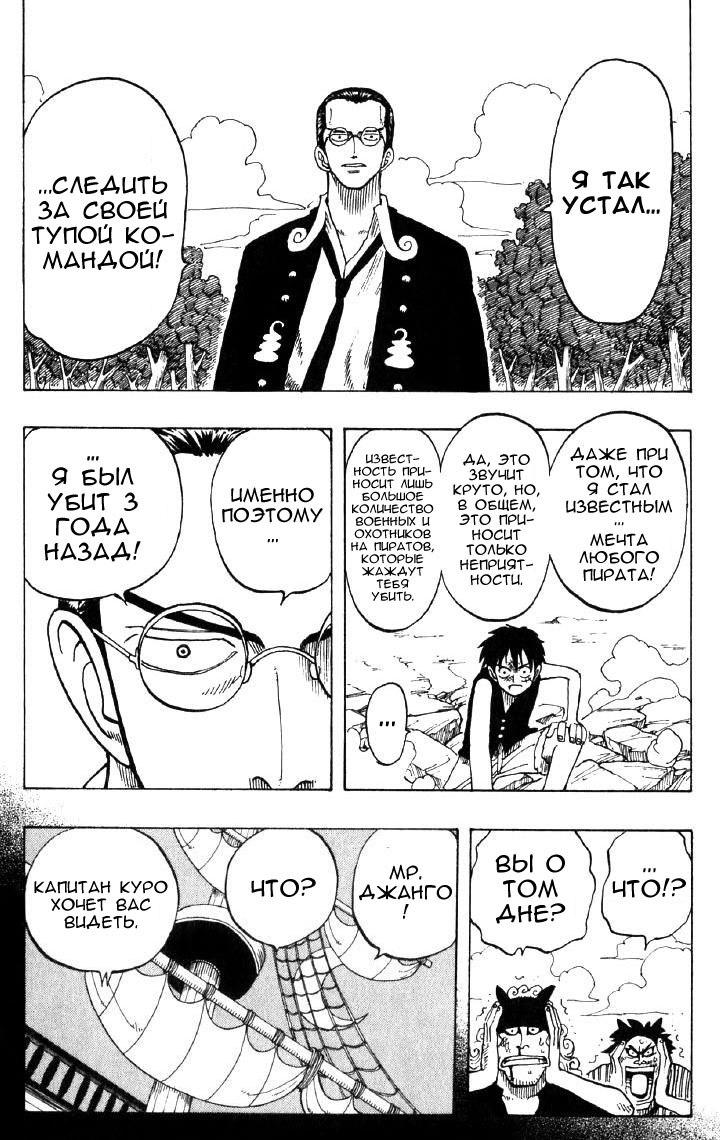 Я ТАК
УСТАЛ...
...СЛЕДИТЬ
ЗА СВОЕЙ
ТУПОЙ КО-
МАНДОЙ!
ДАЖЕ ПРИ
ТОМ, ЧТО
Я СТАЛ
ИЗВЕСТНЫМ
...
МЕЧТА
ЛЮБОГО
ПИРАТА!
ДА, ЭТО
ЗВУЧИТ
КРУТО, НО,
В ОБЩЕМ,
ЭТО ПРИ-
НОСИТ
ТОЛЬКО
НЕПРИЯТ-
НОСТИ.
ИЗВЕСТ-
НОСТЬ ПРИ-
НОСИТ ЛИШЬ
БОЛЬШОЕ
КОЛИЧЕСТВО
ВОЕННЫХ И
ОХОТНИКОВ
НА ПИРАТОВ,
КОТОРЫЕ
ЖАЖДУТ
ТЕБЯ
УБИТЬ.
...
ИМЕННО
ПОЭТОМУ
...
...
Я БЫЛ
УБИТ 3
ГОДА
НАЗАД!
...
ЧТО!?
ВЫ О
ТОМ
ДНЕ?
МР.
ДЖАНГО
!
ЧТО?
КАПИТАН КУРО
ХОЧЕТ ВАС
ВИДЕТЬ.